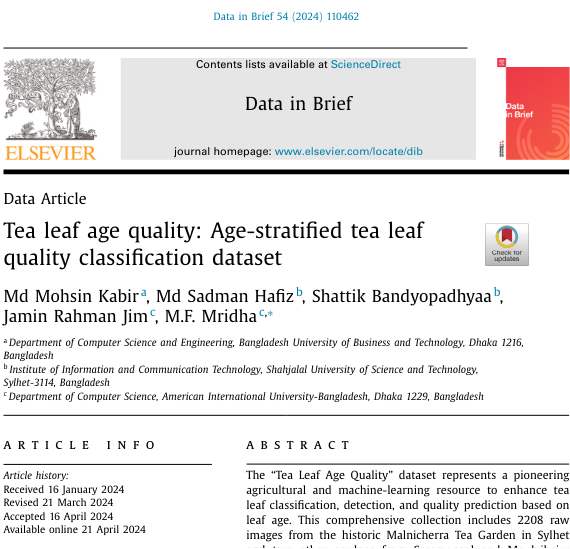 Data in Brief 54 (2024) 110462
Contents lists available at ScienceDirect
Data in Brief
journal homepage: www.elsevier.com/locate/dib
ELSEVIER
Data
in Brief
Data Article
Tea leaf age quality: Age-stratified tea leaf
quality classification dataset
Check for
updates
Md Mohsin Kabir a, Md Sadman Hafiz b, Shattik Bandyopadhyaa b,
Jamin Rahman Jim c, M.F. Mridha c,*
a Department of Computer Science and Engineering, Bangladesh University of Business and Technology, Dhaka 1216,
Bangladesh
b Institute of Information and Communication Technology, Shahjalal University of Science and Technology,
Sylhet-3114, Bangladesh
c Department of Computer Science, American International University-Bangladesh, Dhaka 1229, Bangladesh
ARTICLE INFO
Article history:
Received 16 January 2024
Revised 21 March 2024
Accepted 16 April 2024
Available online 21 April 2024
ABSTRACT
The “Tea Leaf Age Quality” dataset represents a pioneering
agricultural and machine-learning resource to enhance tea
leaf classification, detection, and quality prediction based on
leaf age. This comprehensive collection includes 2208 raw
images from the historic Malnicherra Tea Garden in Sylhet